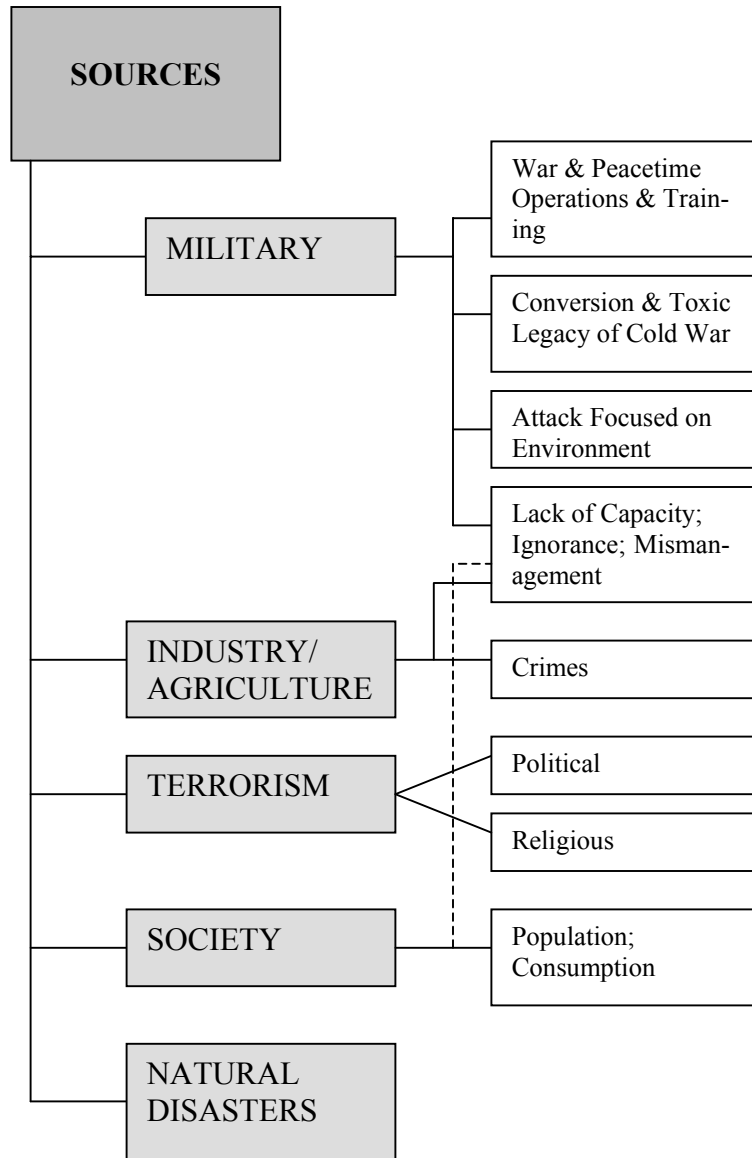 SOURCES
MILITARY
War & Peacetime
Operations & Train-
ing
Conversion & Toxic
Legacy of Cold War
Attack Focused on
Environment
Lack of Capacity;
Ignorance; Misman-
agement
INDUSTRY/
AGRICULTURE
Crimes
TERRORISM
Political
Religious
SOCIETY
Population;
Consumption
NATURAL
DISASTERS